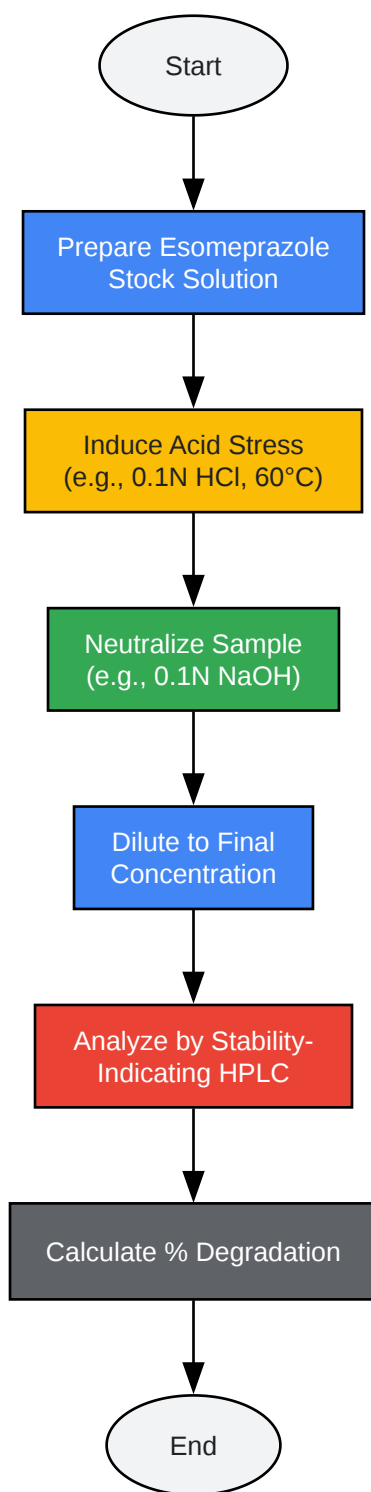 Start
Prepare Esomeprazole
Stock Solution
Induce Acid Stress
(e.g., 0.1N HCl, 60°C)
Neutralize Sample
(e.g., 0.1N NaOH)
Dilute to Final
Concentration
Analyze by Stability-
Indicating HPLC
Calculate % Degradation
End